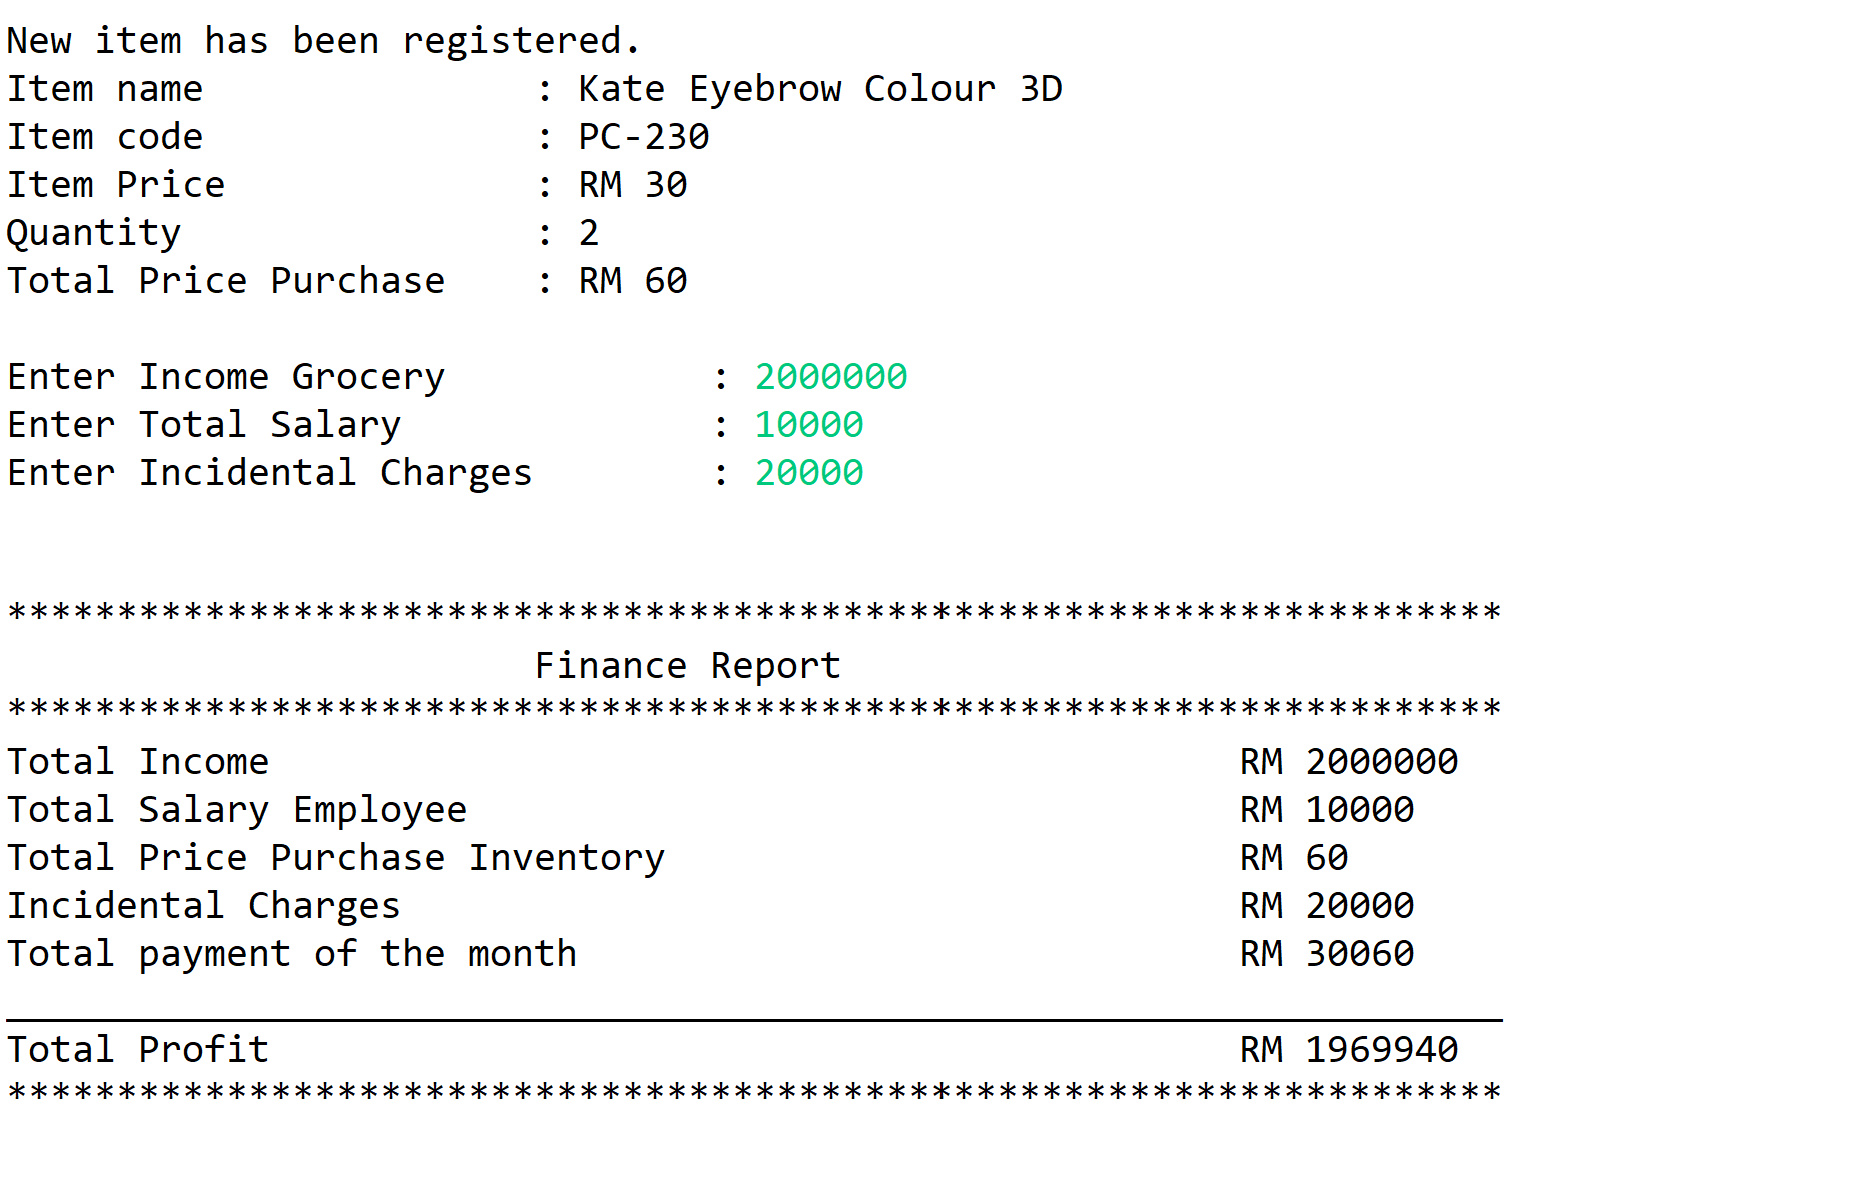 New item has been registered.
Item name : Kate Eyebrow Colour 3D
Item code : PC-230
Item Price : RM 30
Quantity : 2
Total Price Purchase : RM 60
Enter Income Grocery : 2000000
Enter Total Salary : 10000
Enter Incidental Charges : 20000
********************************************************************
Finance Report
********************************************************************
Total Income RM 2000000
Total Salary Employee RM 10000
Total Price Purchase Inventory RM 60
Incidental Charges RM 20000
Total payment of the month RM 30060
____________________________________________________________________
Total Profit RM 1969940
********************************************************************